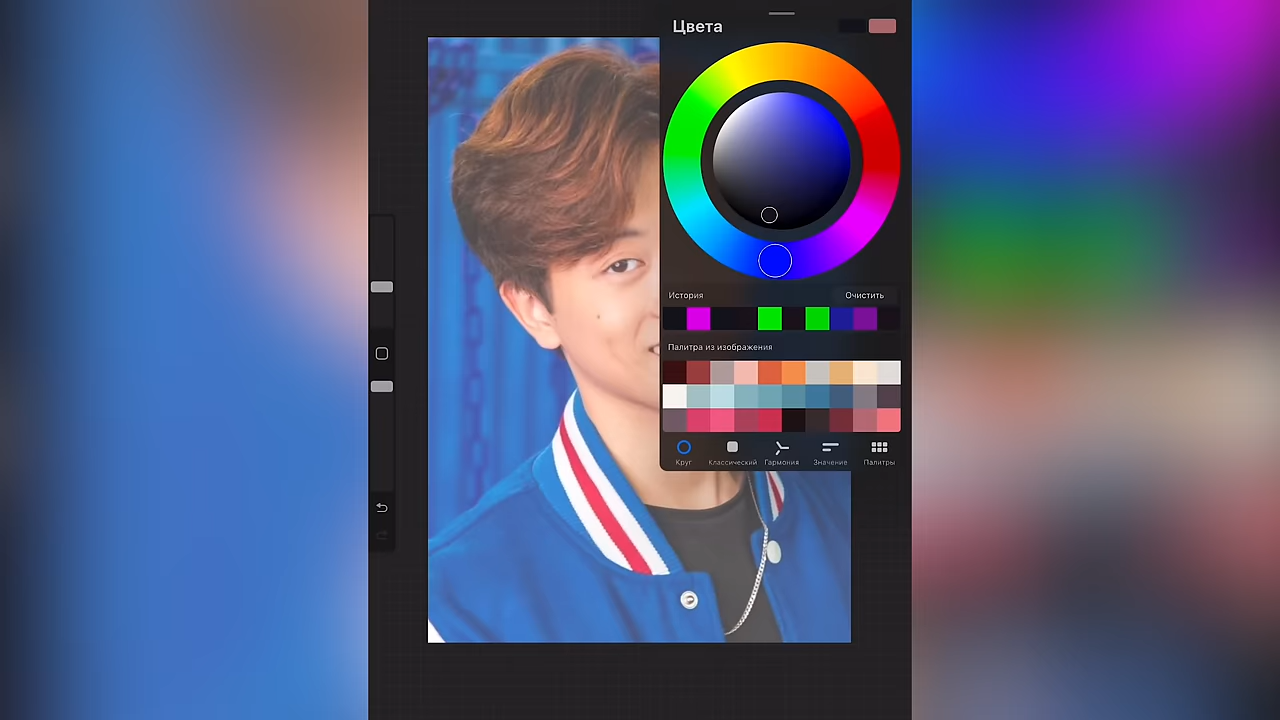 Цвета
История
Очистить
Палитра из изображения
Круг
Классический
Гармония
Значение
Палитры